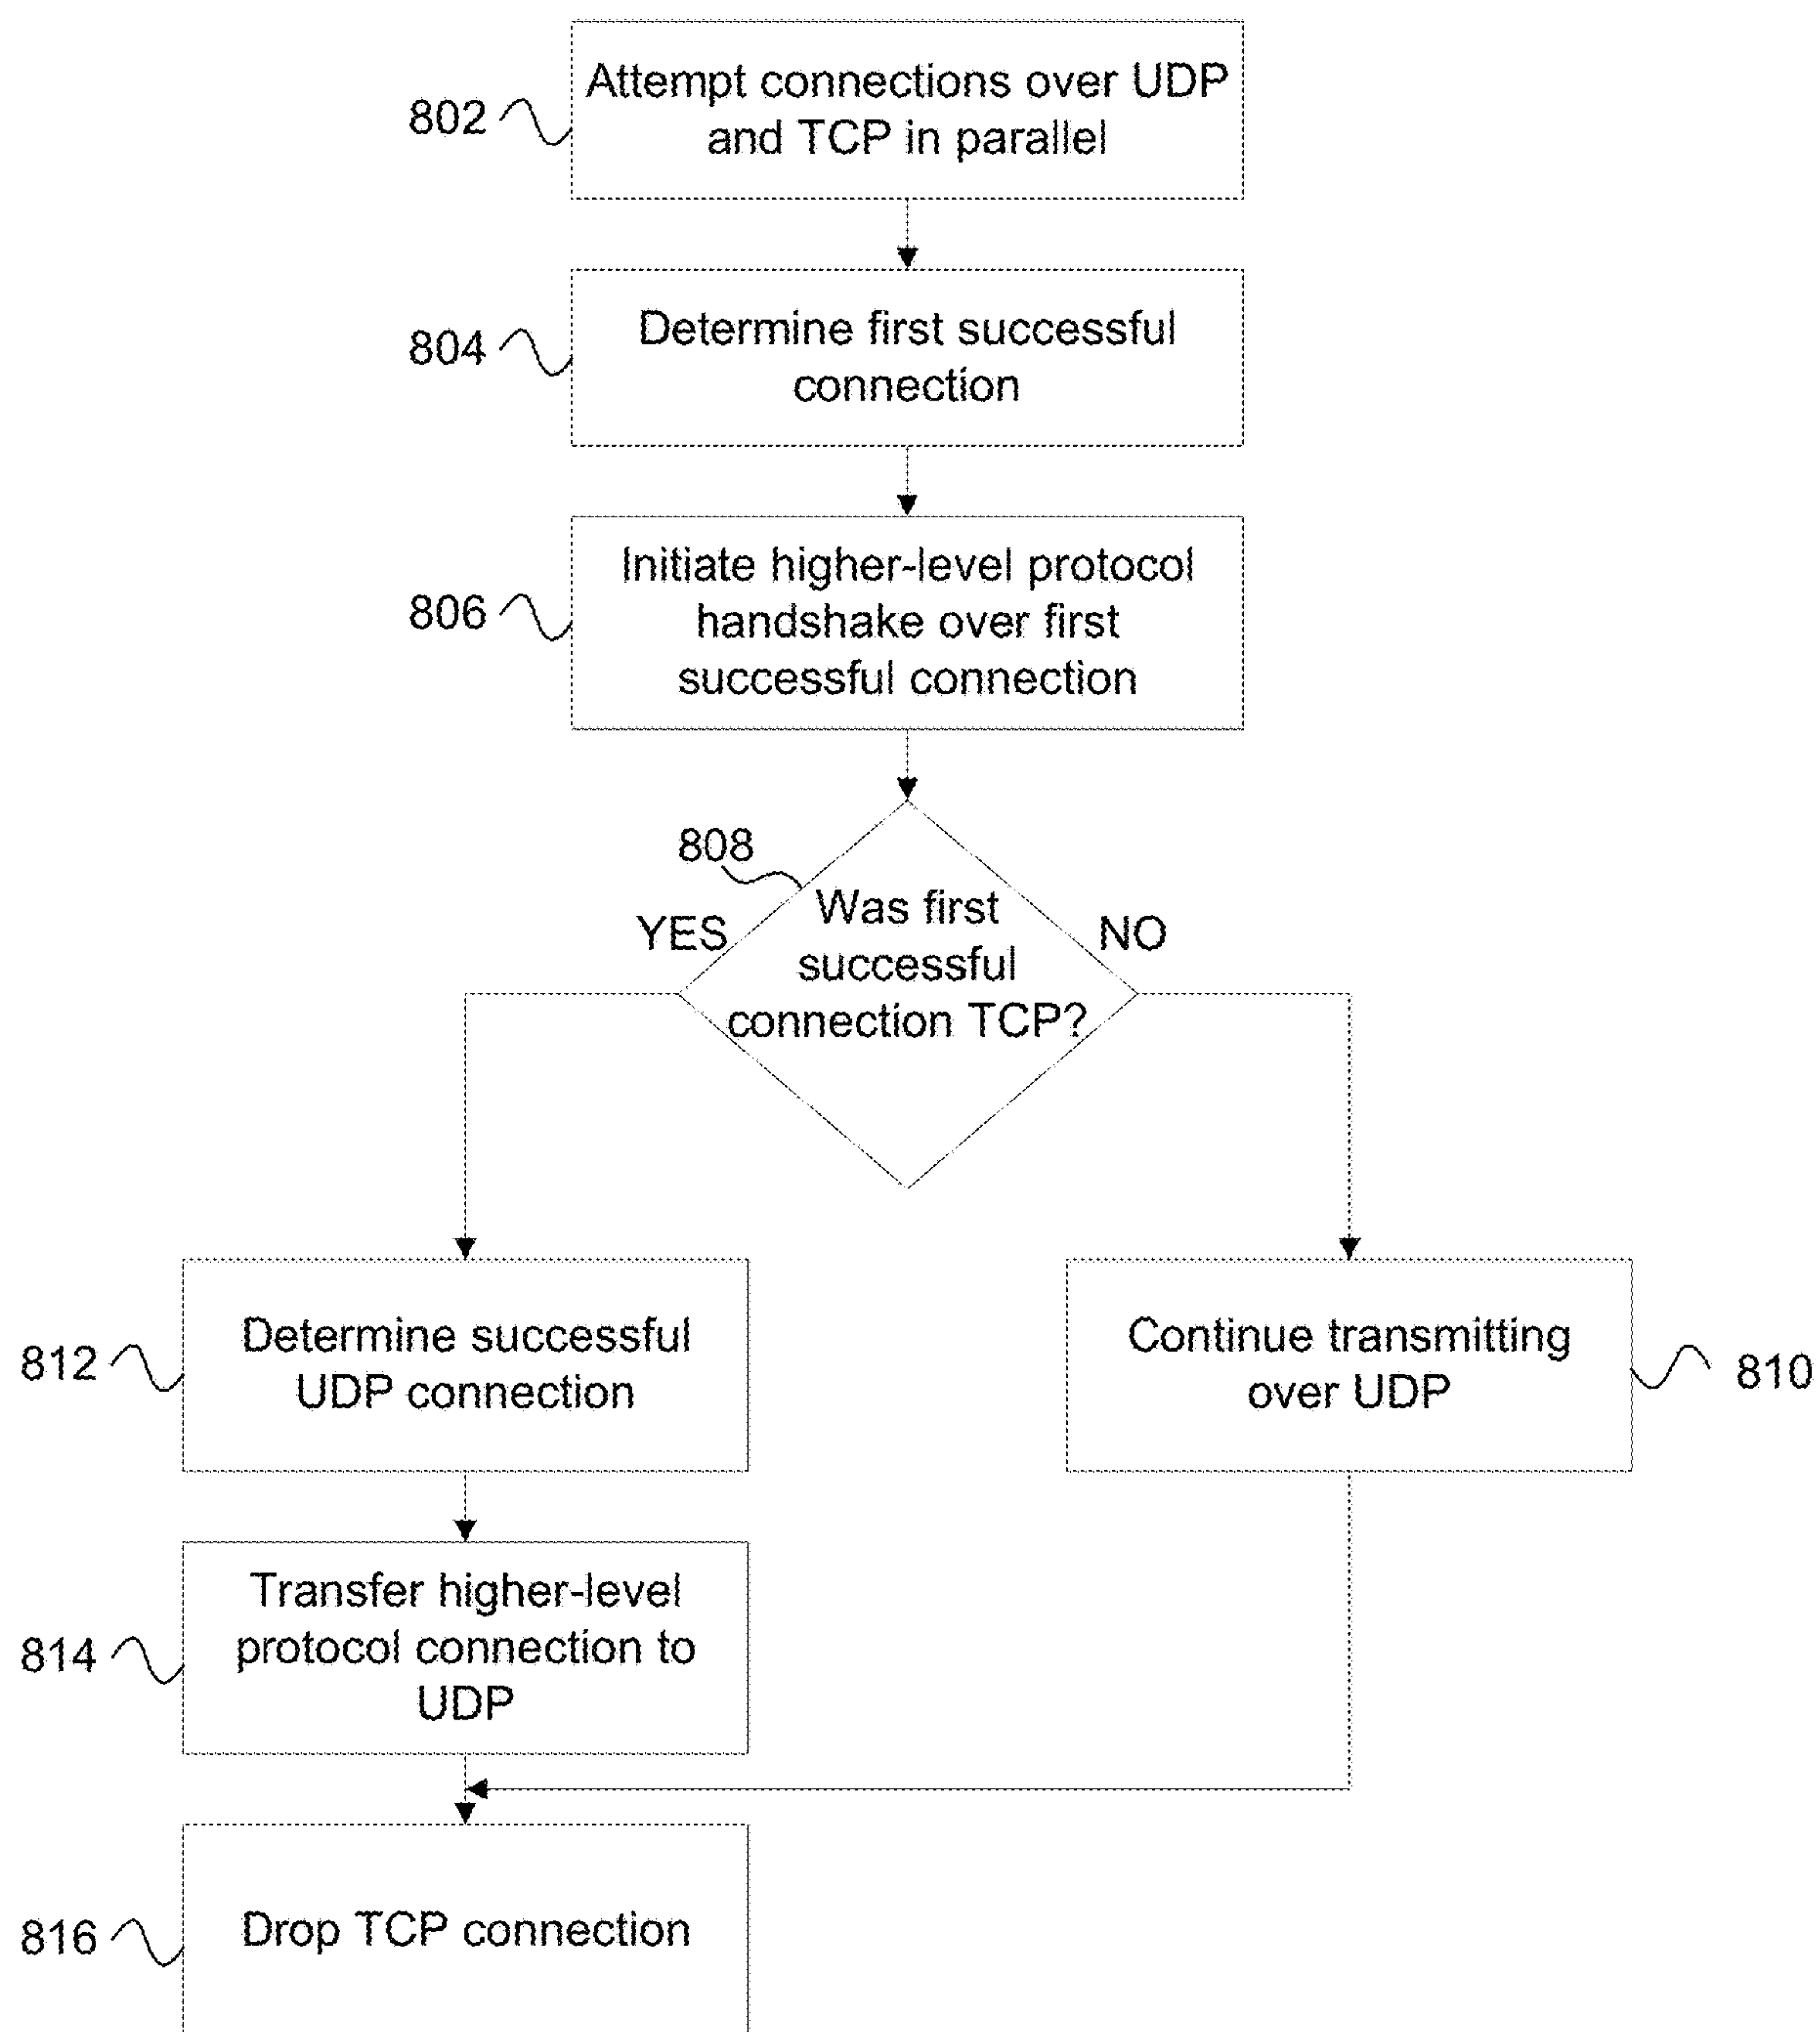 802
Attempt connections over UDP
and TCP in parallel
804
Determine first successful
connection
806
Initiate higher-level protocol
handshake over first
successful connection
808
YES
Was first
successful
connection TCP?
NO
812
Determine successful
UDP connection
Continue transmitting
over UDP
810
814
Transfer higher-level
protocol connection to
UDP
816
Drop TCP connection